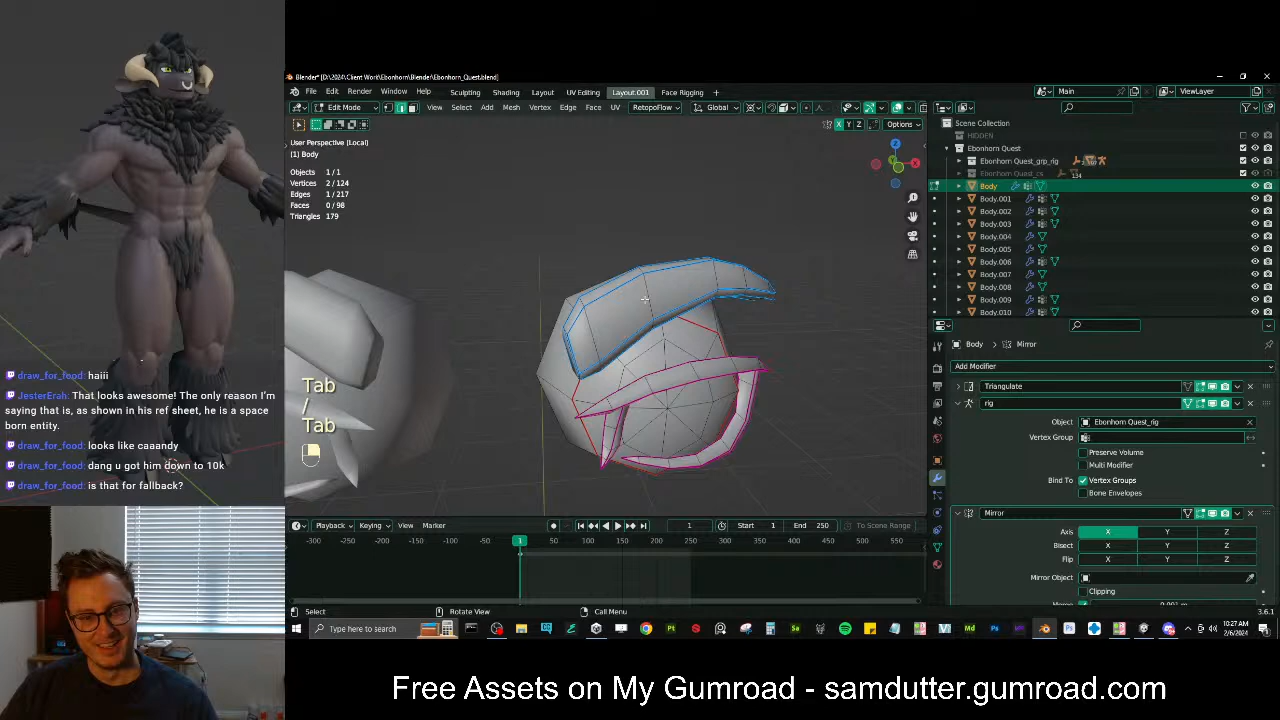 Blender* [D:\2024\Client Work\Ebonhorn\Blender\Ebonhorn_Quest.blend]
File Edit Render Window Help Sculpting Shading Layout UV Editing Layout.001 Face Rigging + Main ViewLayer
Edit Mode View Select Add Mesh Vertex Edge Face UV RetopoFlow Global
X Y Z Options
User Perspective (Local)
(1) Body
Objects 1 / 1
Vertices 2 / 124
Edges 1 / 217
Faces 0 / 98
Triangles 179
Tab
/
Tab
Scene Collection
HIDDEN
Ebonhorn Quest
Ebonhorn Quest_grp_rig
Ebonhorn Quest_cs 134
Body
Body.001
Body.002
Body.003
Body.004
Body.005
Body.006
Body.007
Body.008
Body.009
Body.010
Body Mirror
Add Modifier
Triangulate
rig
Object Ebonhorn Quest_rig
Vertex Group
Preserve Volume
Multi Modifier
Bind To Vertex Groups
Bone Envelopes
Mirror
Axis X Y Z
Bisect X Y Z
Flip X Y Z
Mirror Object
Clipping
3.6.1
draw_for_food: haiii
JesterErah: That looks awesome! The only reason I'm
saying that is, as shown in his ref sheet, he is a space
born entity.
draw_for_food: looks like caaandy
draw_for_food: dang u got him down to 10k
draw_for_food: is that for fallback?
Playback Keying View Marker 1 Start 1 End 250 To Scene Range
-300 -250 -200 -150 -100 -50 1 50 100 150 200 250 300 350 400 450 500 550
Select Rotate View Call Menu
Type here to search
10:27 AM
2/6/2024
Free Assets on My Gumroad - samdutter.gumroad.com